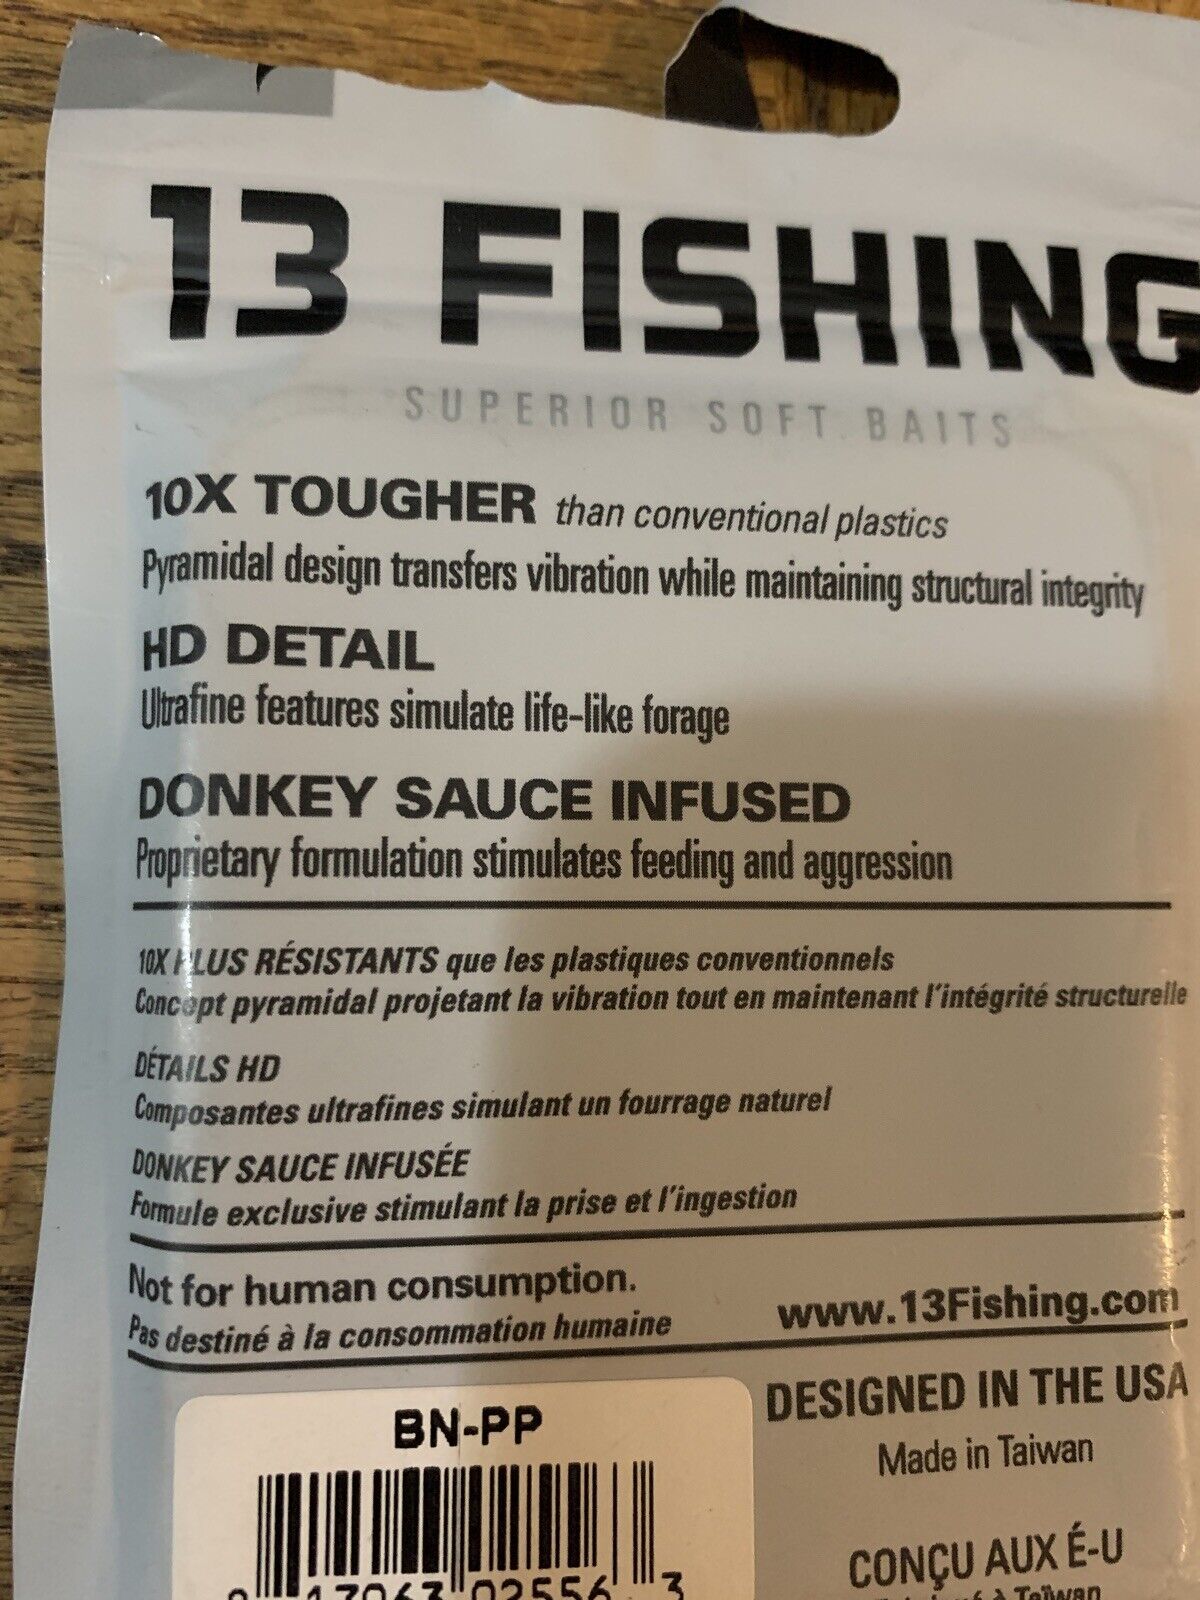 13 FISHING
SUPERIOR SOFT BAITS
10X TOUGHER than conventional plastics
Pyramidal design transfers vibration while maintaining structural integrity
HD DETAIL
Ultrafine features simulate life-like forage
DONKEY SAUCE INFUSED
Proprietary formulation stimulates feeding and aggression
10X PLUS RÉSISTANTS que les plastiques conventionnels
Concept pyramidal projetant la vibration tout en maintenant l'intégrité structurelle
DÉTAILS HD
Composantes ultrafines simulant un fourrage naturel
DONKEY SAUCE INFUSÉE
Formule exclusive stimulant la prise et l'ingestion
Not for human consumption.
Pas destiné à la consommation humaine
www.13Fishing.com
DESIGNED IN THE USA
Made in Taiwan
CONÇU AUX É-U
à Taïwan
BN-PP
17063 02556 3